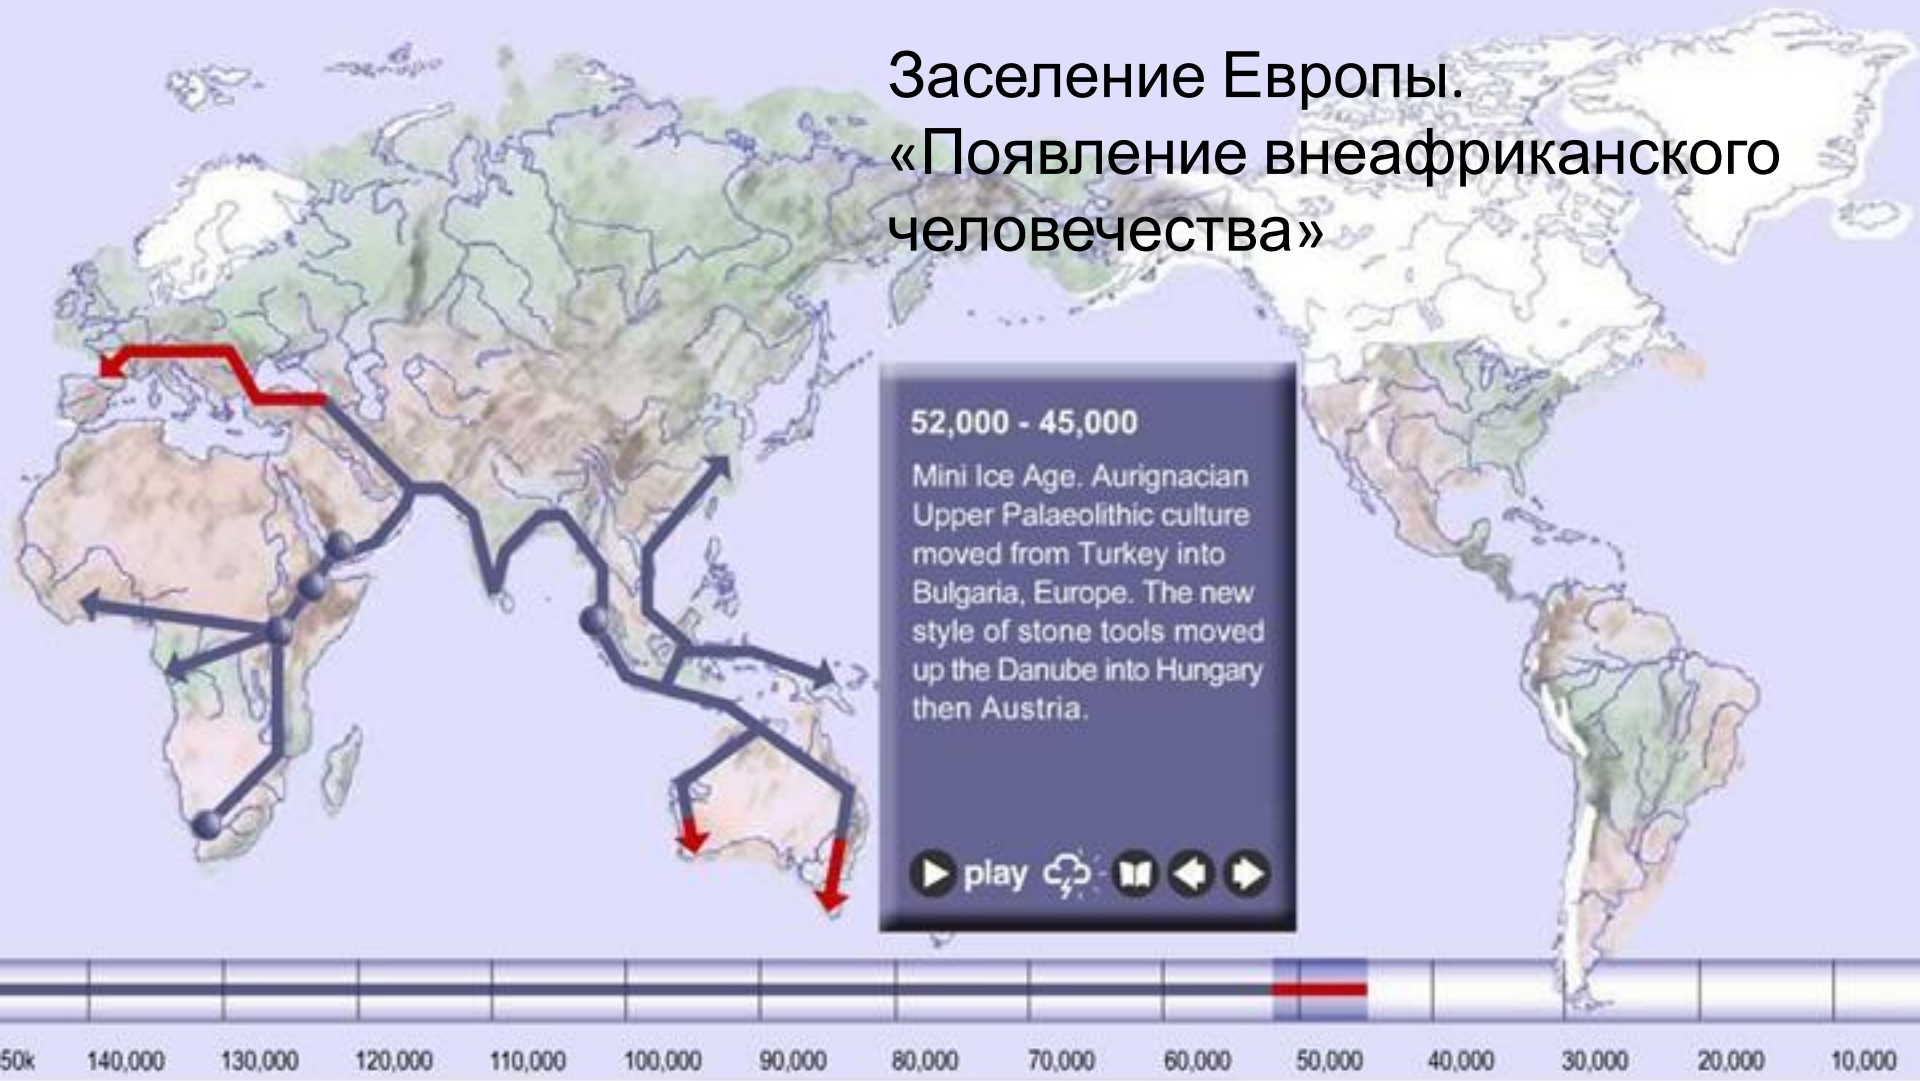 Заселение Европы.
«Появление внеафриканского
человечества»
52,000 - 45,000
Mini Ice Age. Aurignacian
Upper Palaeolithic culture
moved from Turkey into
Bulgaria, Europe. The new
style of stone tools moved
up the Danube into Hungary
then Austria.
play
50k 140,000 130,000 120,000 110,000 100,000 90,000 80,000 70,000 60,000 50,000 40,000 30,000 20,000 10,000